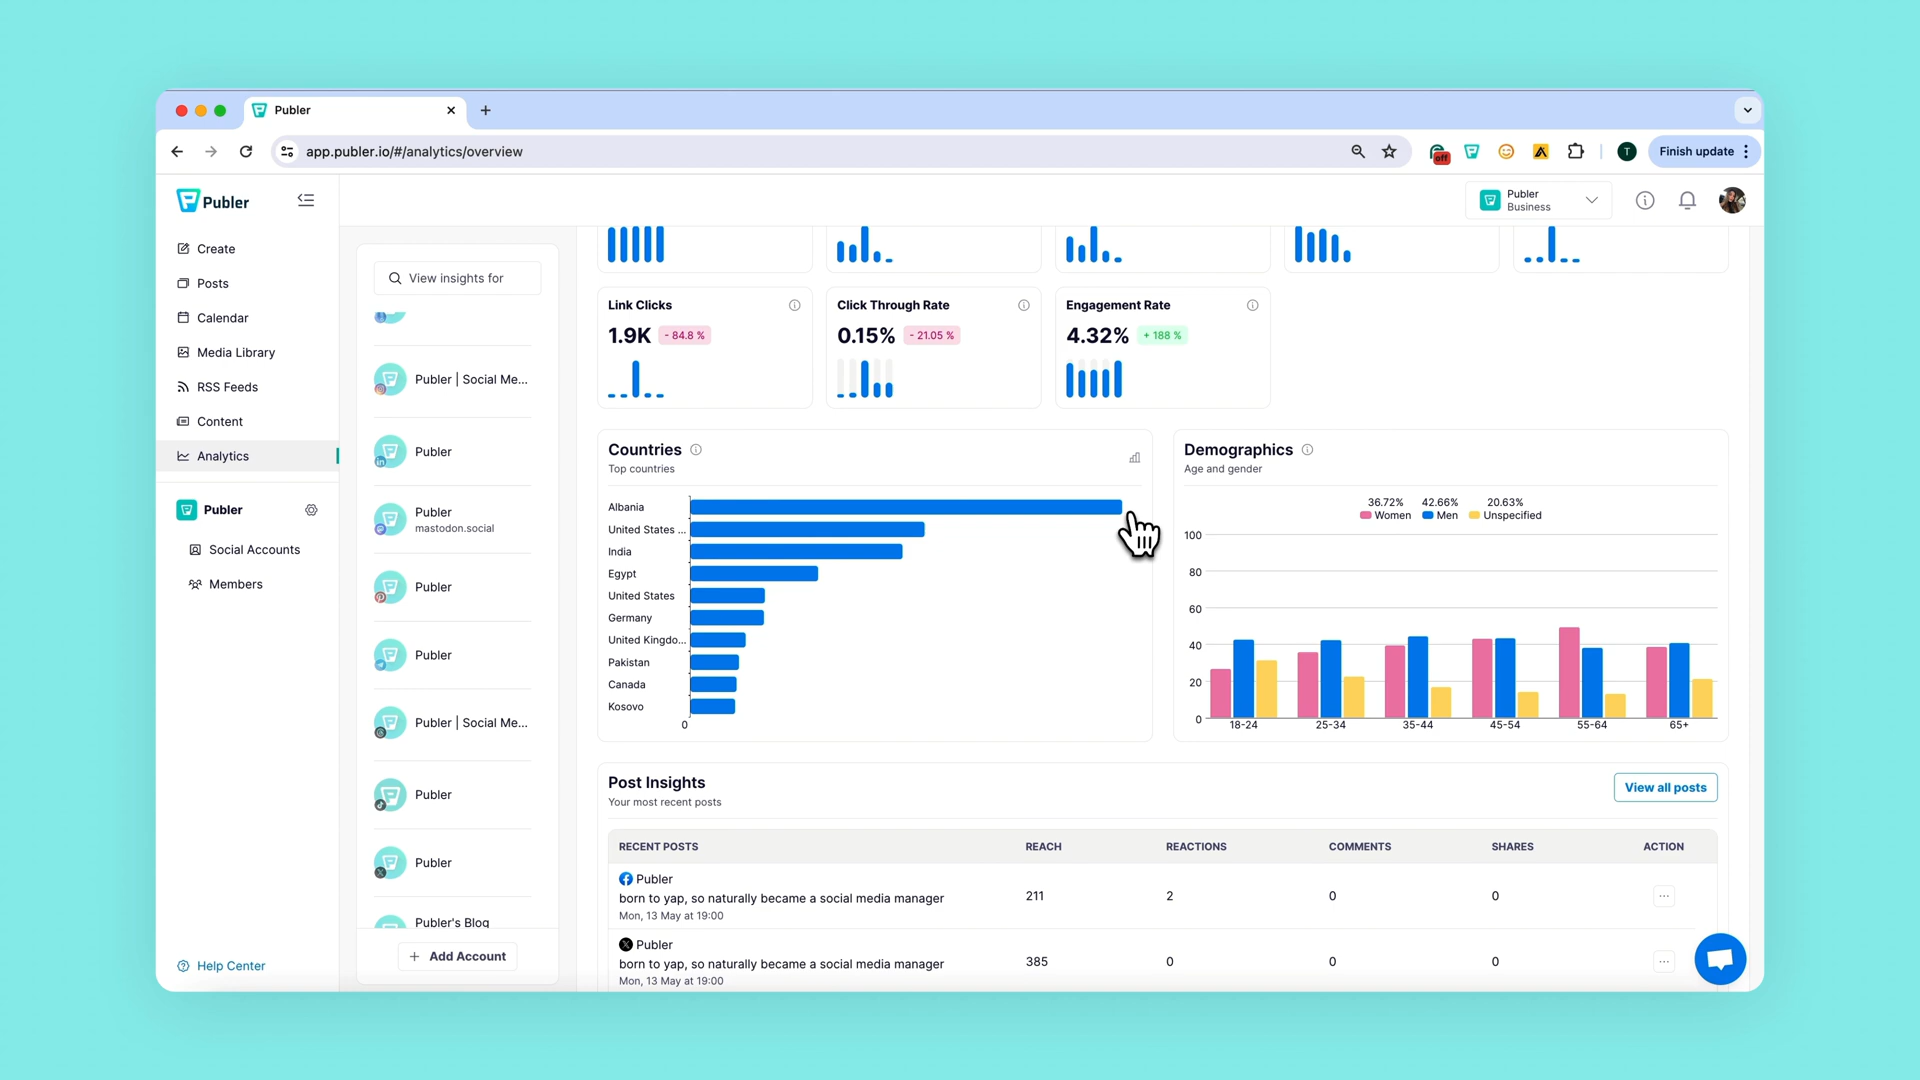 Publer
app.publer.io/#/analytics/overview
off
T
Finish update
Publer
Publer
Business
Create
Posts
Calendar
Media Library
RSS Feeds
Content
Analytics
Publer
Social Accounts
Members
Help Center
View insights for
Publer | Social Me...
Publer
Publer
mastodon.social
Publer
Publer
Publer | Social Me...
Publer
Publer
Publer's Blog
+ Add Account
Link Clicks
1.9K - 84.8 %
Click Through Rate
0.15% - 21.05 %
Engagement Rate
4.32% + 188 %
Countries
Top countries
Albania
United States ...
India
Egypt
United States
Germany
United Kingdo...
Pakistan
Canada
Kosovo
0
Demographics
Age and gender
36.72% 42.66% 20.63%
Women Men Unspecified
100
80
60
40
20
0
18-24 25-34 35-44 45-54 55-64 65+
Post Insights
Your most recent posts
View all posts
RECENT POSTS REACH REACTIONS COMMENTS SHARES ACTION
Publer
born to yap, so naturally became a social media manager 211 2 0 0
Mon, 13 May at 19:00
Publer
born to yap, so naturally became a social media manager 385 0 0 0
Mon, 13 May at 19:00